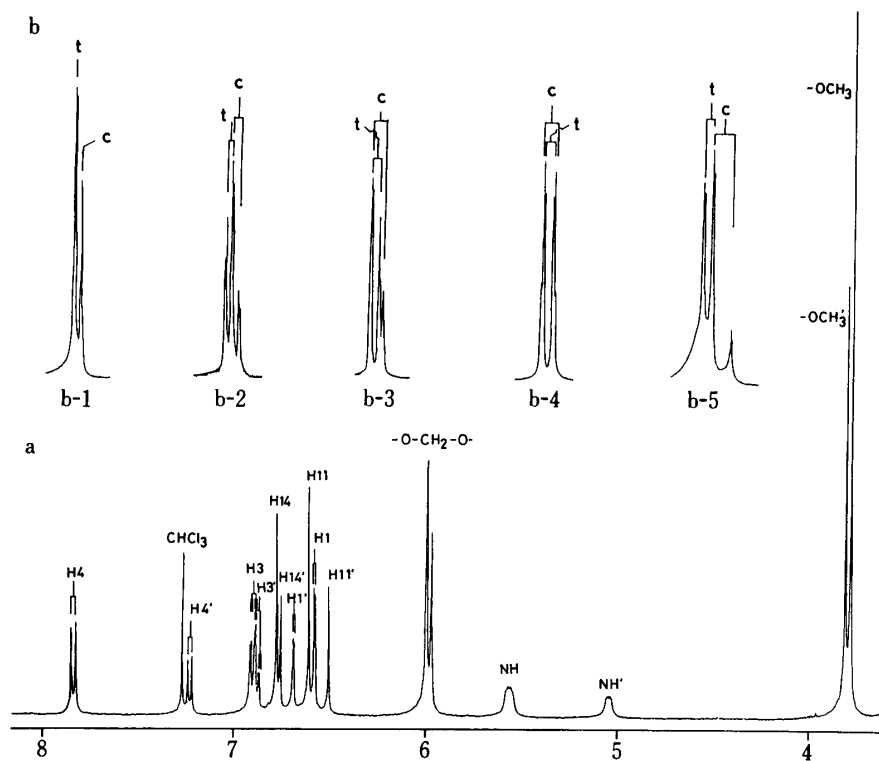 b
t
c
t
c
t
c
c
t
t
c
-OCH₃
-OCH₃'
b-1 b-2 b-3 b-4 b-5
a
-O-CH₂-O-
H4
CHCl₃
H4'
H3
H3'
H14
H14'
H1'
H11
H1
H11'
NH
NH'
8 7 6 5 4